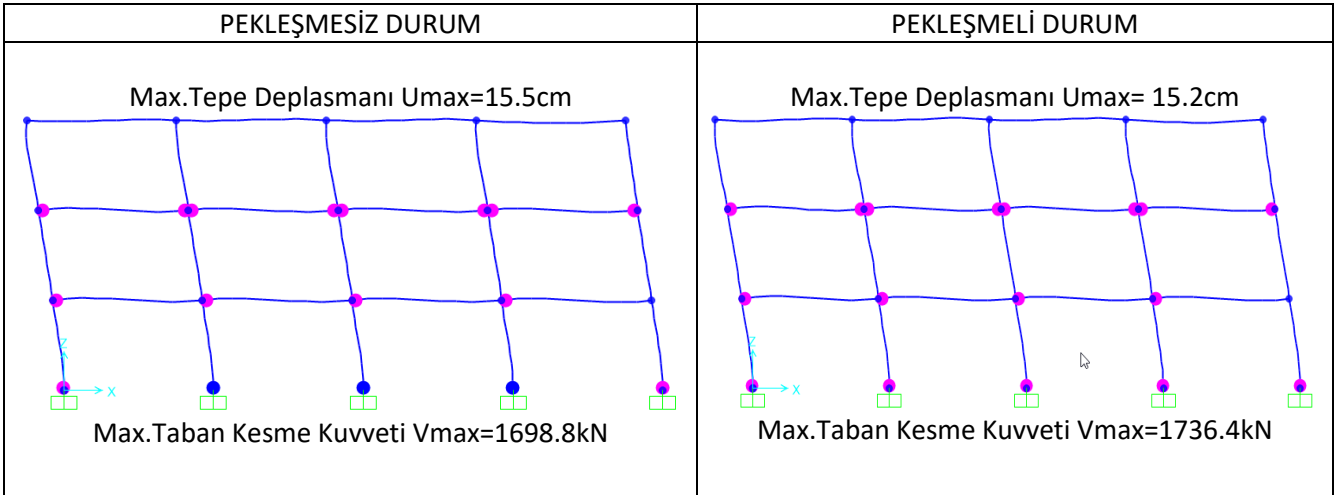 PEKLEŞMESİZ DURUM
PEKLEŞMELİ DURUM
Max.Tepe Deplasmanı Umax=15.5cm
Z
X
Max.Taban Kesme Kuvveti Vmax=1698.8kN
Max.Tepe Deplasmanı Umax= 15.2cm
Z
X
Max.Taban Kesme Kuvveti Vmax=1736.4kN